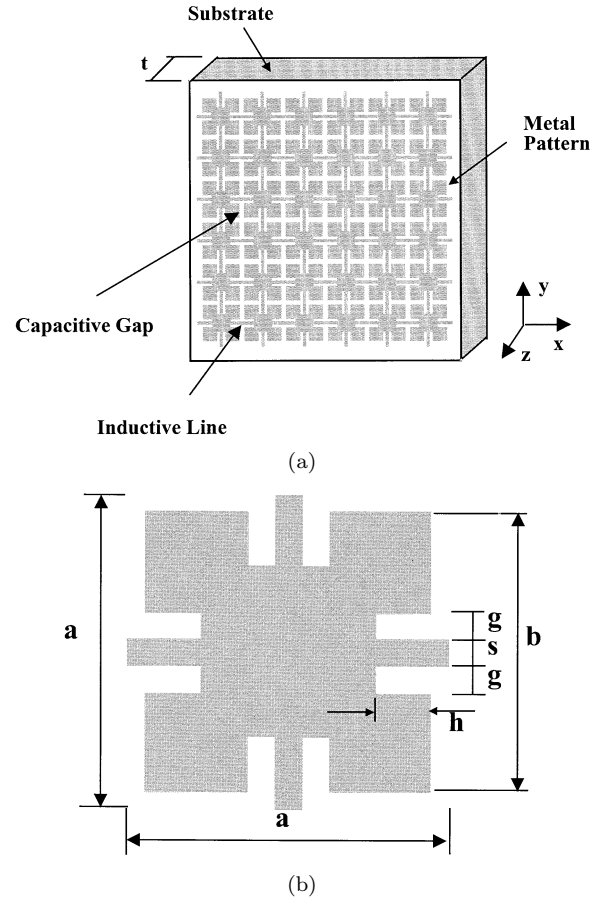 Substrate
t
Metal
Pattern
y
x
z
Capacitive Gap
Inductive Line
(a)
a
g
s
g
b
h
a
(b)